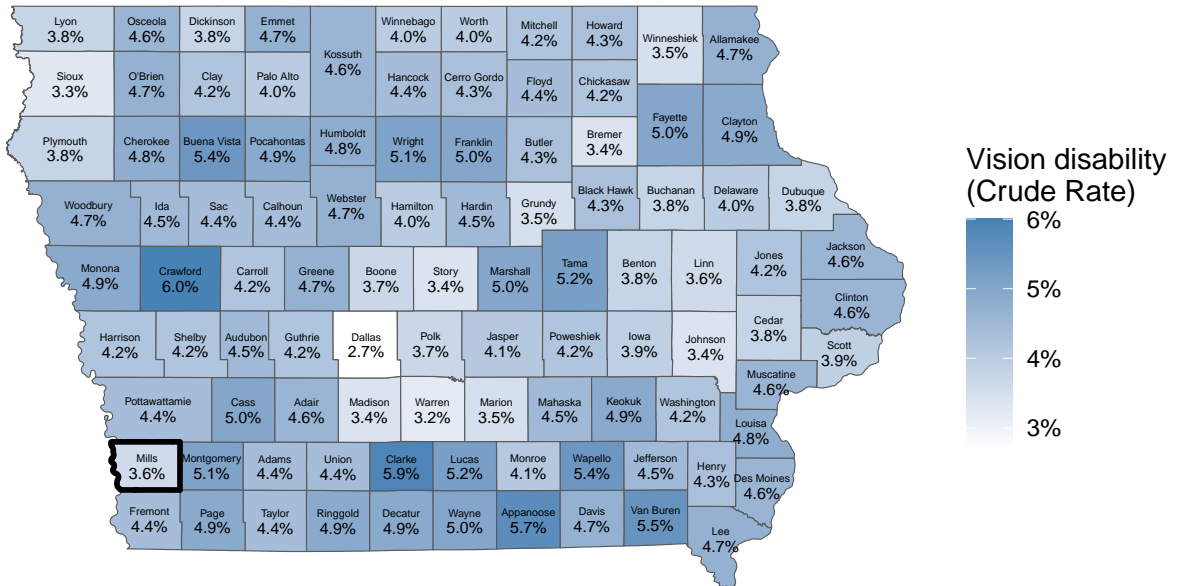 Lyon
3.8%
Osceola
4.6%
Dickinson
3.8%
Emmet
4.7%
Winnebago
4.0%
Worth
4.0%
Mitchell
4.2%
Howard
4.3%
Winneshiek
3.5%
Allamakee
4.7%
Kossuth
4.6%
Sioux
3.3%
O'Brien
4.7%
Clay
4.2%
Palo Alto
4.0%
Hancock
4.4%
Cerro Gordo
4.3%
Floyd
4.4%
Chickasaw
4.2%
Fayette
5.0%
Clayton
4.9%
Plymouth
3.8%
Cherokee
4.8%
Buena Vista
5.4%
Pocahontas
4.9%
Humboldt
4.8%
Wright
5.1%
Franklin
5.0%
Butler
4.3%
Bremer
3.4%
Woodbury
4.7%
Ida
4.5%
Sac
4.4%
Calhoun
4.4%
Webster
4.7%
Hamilton
4.0%
Hardin
4.5%
Grundy
3.5%
Black Hawk
4.3%
Buchanan
3.8%
Delaware
4.0%
Dubuque
3.8%
Monona
4.9%
Crawford
6.0%
Carroll
4.2%
Greene
4.7%
Boone
3.7%
Story
3.4%
Marshall
5.0%
Tama
5.2%
Benton
3.8%
Linn
3.6%
Jones
4.2%
Jackson
4.6%
Clinton
4.6%
Harrison
4.2%
Shelby
4.2%
Audubon
4.5%
Guthrie
4.2%
Dallas
2.7%
Polk
3.7%
Jasper
4.1%
Poweshiek
4.2%
Iowa
3.9%
Johnson
3.4%
Cedar
3.8%
Scott
3.9%
Muscatine
4.6%
Pottawattamie
4.4%
Cass
5.0%
Adair
4.6%
Madison
3.4%
Warren
3.2%
Marion
3.5%
Mahaska
4.5%
Keokuk
4.9%
Washington
4.2%
Louisa
4.8%
Mills
3.6%
Montgomery
5.1%
Adams
4.4%
Union
4.4%
Clarke
5.9%
Lucas
5.2%
Monroe
4.1%
Wapello
5.4%
Jefferson
4.5%
Henry
4.3%
Des Moines
4.6%
Fremont
4.4%
Page
4.9%
Taylor
4.4%
Ringgold
4.9%
Decatur
4.9%
Wayne
5.0%
Appanoose
5.7%
Davis
4.7%
Van Buren
5.5%
Lee
4.7%
Vision disability
(Crude Rate)
6%
5%
4%
3%